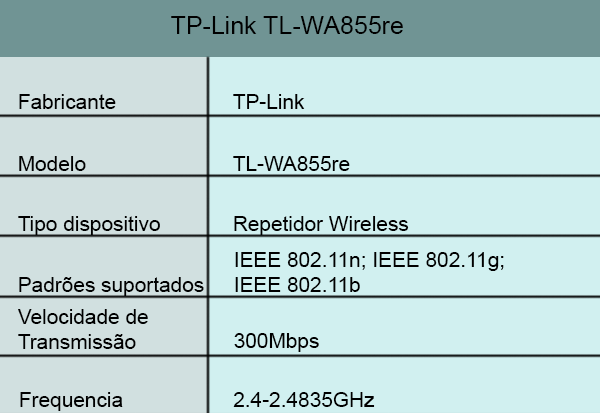 TP-Link TL-WA855re
Fabricante TP-Link
Modelo TL-WA855re
Tipo dispositivo Repetidor Wireless
Padrões suportados IEEE 802.11n; IEEE 802.11g;
IEEE 802.11b
Velocidade de
Transmissão 300Mbps
Frequencia 2.4-2.4835GHz